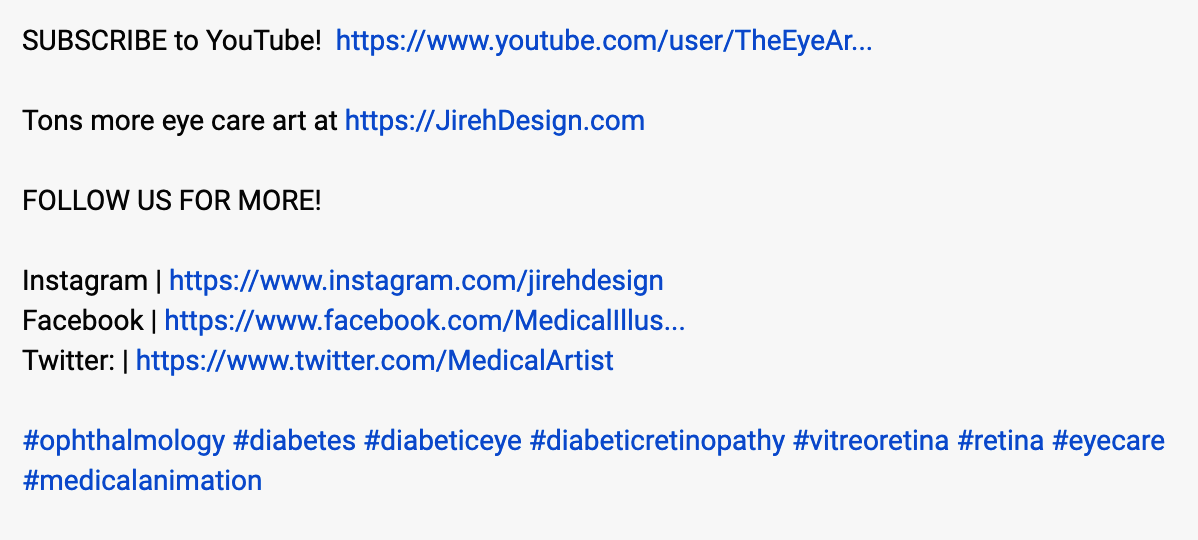 SUBSCRIBE to YouTube!  https://www.youtube.com/user/TheEyeAr...
Tons more eye care art at https://JirehDesign.com
FOLLOW US FOR MORE!
Instagram | https://www.instagram.com/jirehdesign
Facebook | https://www.facebook.com/MedicalIllus...
Twitter: | https://www.twitter.com/MedicalArtist
#ophthalmology #diabetes #diabeticeye #diabeticretinopathy #vitreoretina #retina #eyecare
#medicalanimation